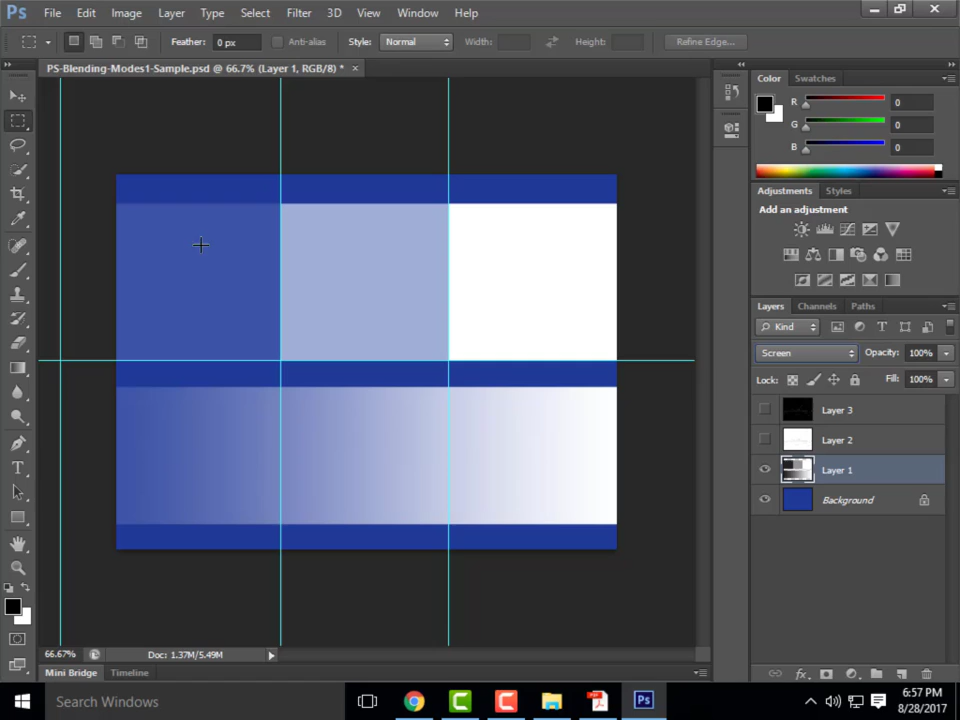 Ps File Edit Image Layer Type Select Filter 3D View Window Help
Feather: 0 px Anti-alias Style: Normal Width: Height: Refine Edge...
PS-Blending-Modes1-Sample.psd @ 66.7% (Layer 1, RGB/8) * ×
Color Swatches
R 0
G 0
B 0
Adjustments Styles
Add an adjustment
Layers Channels Paths
Kind T
Screen Opacity: 100%
Lock: Fill: 100%
Layer 3
Layer 2
Layer 1
Background
fx
66.67% Doc: 1.37M/5.49M
Mini Bridge Timeline
Search Windows
Ps
6:57 PM
8/28/2017